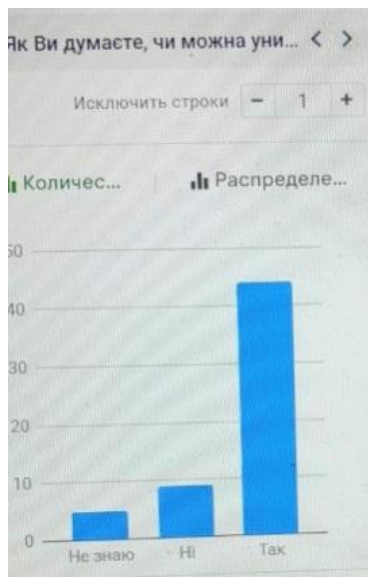 Як Ви думаєте, чи можна уни... < >
Исключить строки − 1 +
Количес... Распределе...
50
40
30
20
10
0
Не знаю Ні Так